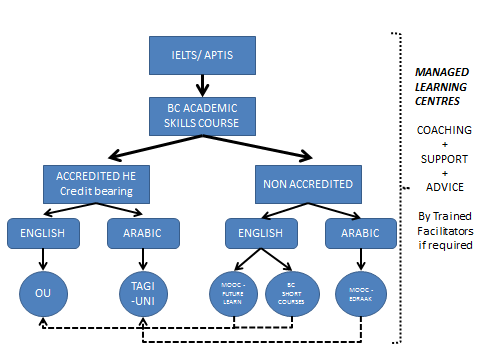 IELTS/ APTIS
BC ACADEMIC
SKILLS COURSE
ACCREDITED HE
Credit bearing
NON ACCREDITED
ENGLISH
ARABIC
ENGLISH
ARABIC
OU
TAGI
-UNI
MOOC -
FUTURE
LEARN
BC
SHORT
COURSES
MOOC -
EDRAAK
MANAGED
LEARNING
CENTRES
COACHING
+
SUPPORT
+
ADVICE
By Trained
Facilitators
if required